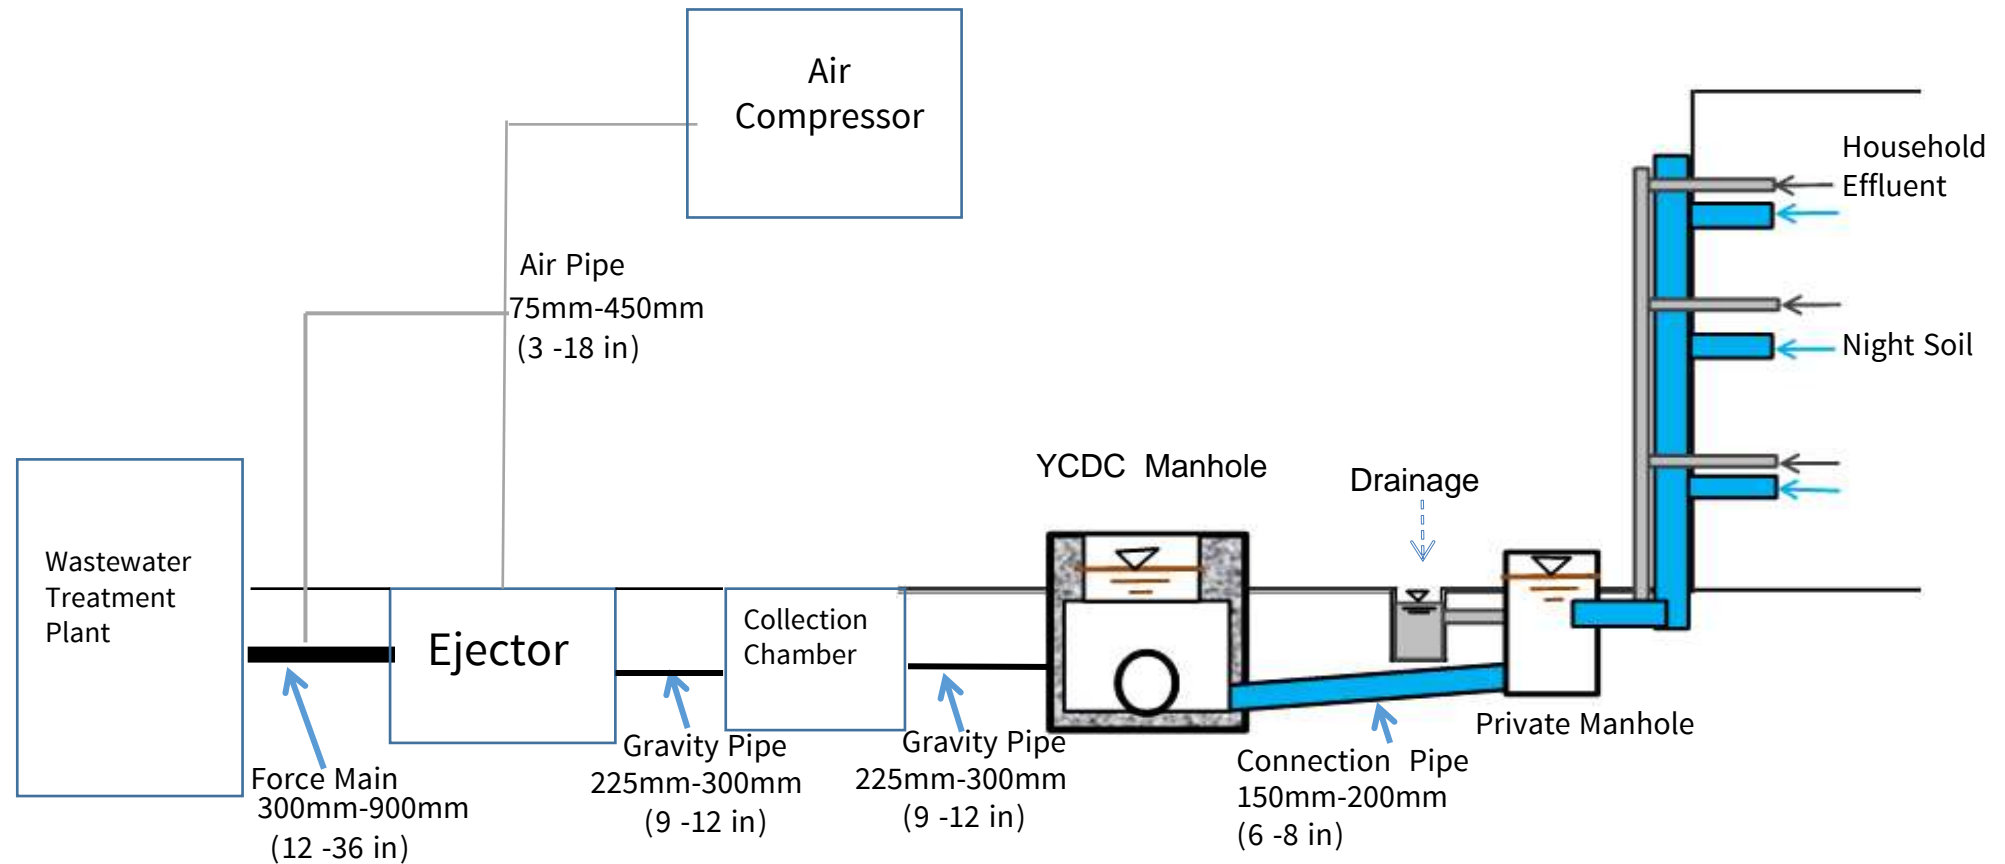 Air
Compressor
Household
Effluent
Air Pipe
75mm-450mm
(3 -18 in)
Night Soil
YCDC Manhole
Drainage
Wastewater
Treatment
Plant
Ejector
Collection
Chamber
Private Manhole
Gravity Pipe
225mm-300mm
(9 -12 in)
Gravity Pipe
225mm-300mm
(9 -12 in)
Connection Pipe
150mm-200mm
(6 -8 in)
Force Main
300mm-900mm
(12 -36 in)